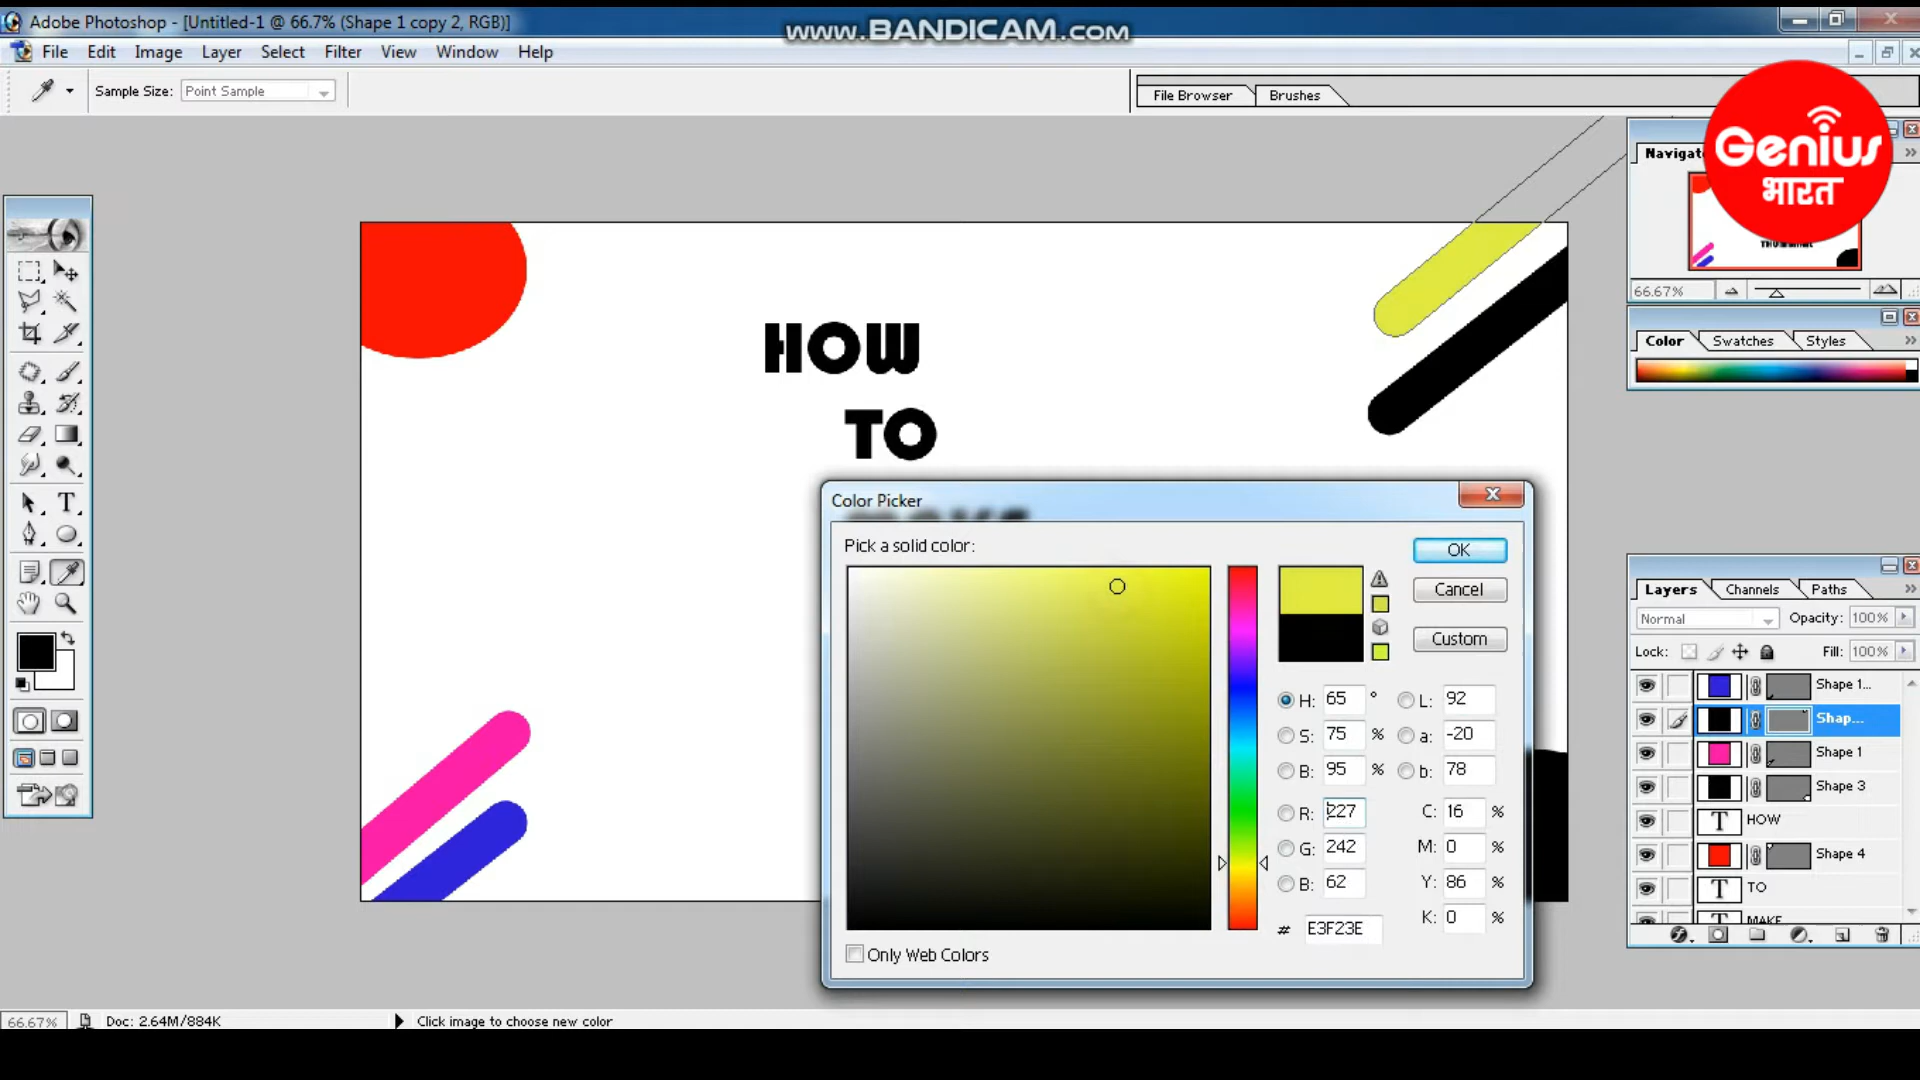 Adobe Photoshop - [Untitled-1 @ 66.7% (Shape 1 copy 2, RGB)]
www.BANDICAM.com
File Edit Image Layer Select Filter View Window Help
Sample Size: Point Sample
File Browser Brushes
Genius
भारत
Navigato
66.67%
Color Swatches Styles
HOW
TO
Color Picker
Pick a solid color:
OK
Cancel
Custom
H: 65 °
L: 92
S: 75 %
a: -20
B: 95 %
b: 78
R: 227
C: 16 %
G: 242
M: 0 %
B: 62
Y: 86 %
K: 0 %
# E3F23E
Only Web Colors
Layers Channels Paths
Normal
Opacity: 100%
Lock:
Fill: 100%
Shape 1...
Shap...
Shape 1
Shape 3
T HOW
Shape 4
T TO
T MAKE
66.67%
Doc: 2.64M/884K
Click image to choose new color